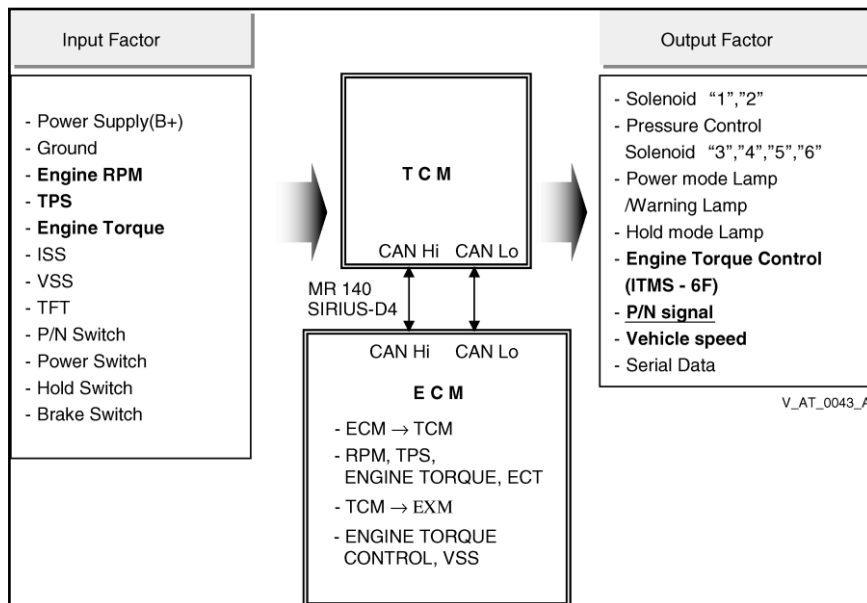 Input Factor
- Power Supply(B+)
- Ground
- Engine RPM
- TPS
- Engine Torque
- ISS
- VSS
- TFT
- P/N Switch
- Power Switch
- Hold Switch
- Brake Switch
T C M
CAN Hi CAN Lo
MR 140
SIRIUS-D4
CAN Hi CAN Lo
E C M
- ECM → TCM
- RPM, TPS,
ENGINE TORQUE, ECT
- TCM → EXM
- ENGINE TORQUE
CONTROL, VSS
Output Factor
- Solenoid “1”,”2”
- Pressure Control
Solenoid “3”,”4”,”5”,”6”
- Power mode Lamp
/Warning Lamp
- Hold mode Lamp
- Engine Torque Control
(ITMS - 6F)
- P/N signal
- Vehicle speed
- Serial Data
V_AT_0043_A